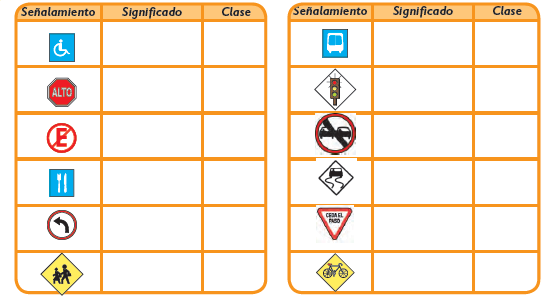 Señalamiento Significado Clase
ALTO
E
Señalamiento Significado Clase
CEDA EL
PASO